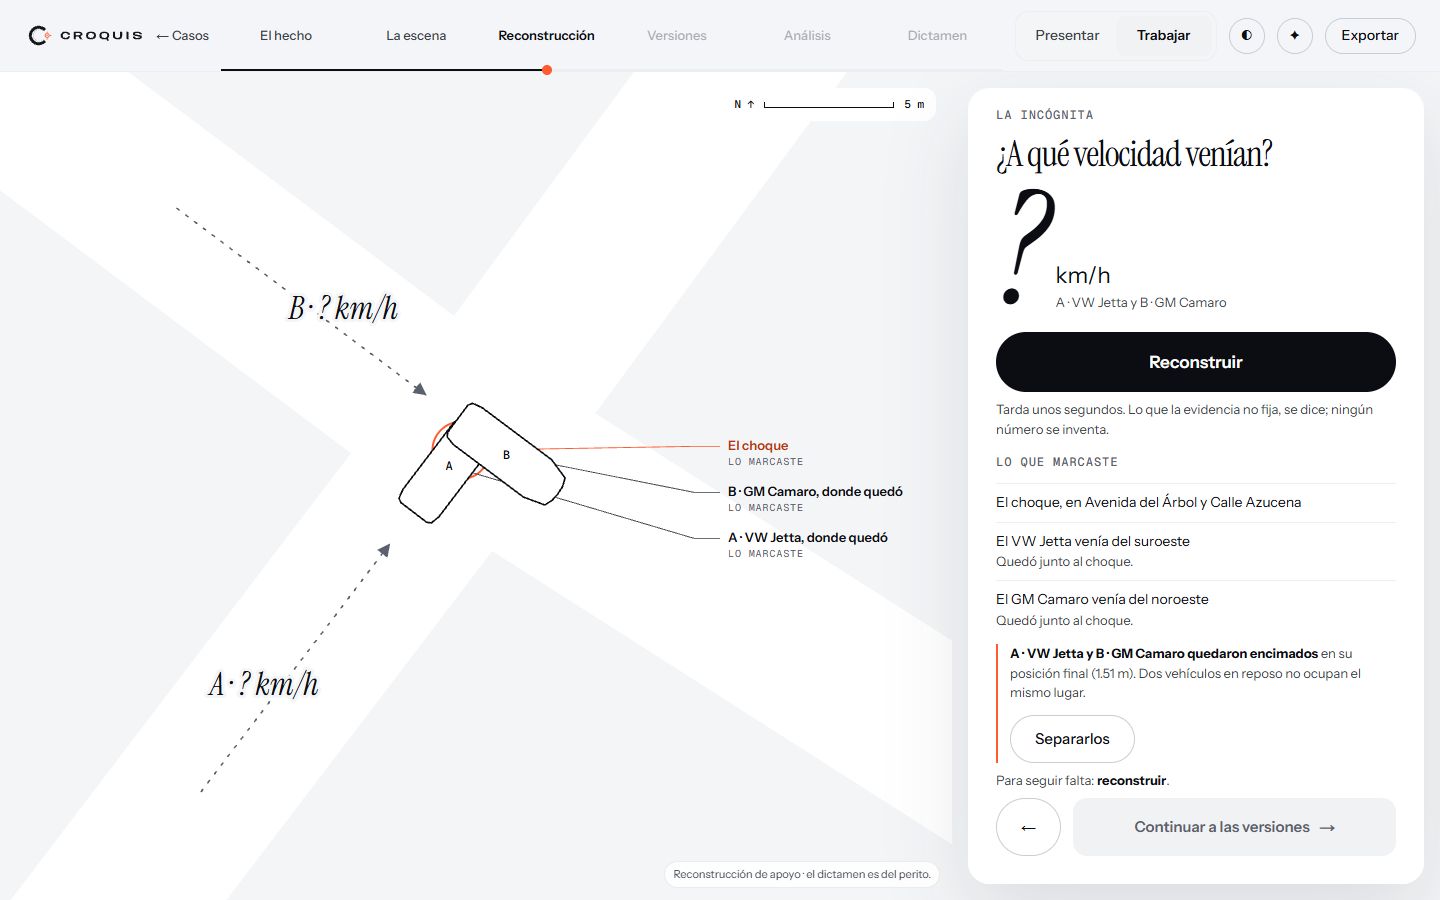 CROQUIS
← Casos
El hecho
La escena
Reconstrucción
Versiones
Análisis
Dictamen
Presentar
Trabajar
Exportar
N ↑ 5 m
B · ? km/h
A · ? km/h
A
B
El choque
LO MARCASTE
B · GM Camaro, donde quedó
LO MARCASTE
A · VW Jetta, donde quedó
LO MARCASTE
Reconstrucción de apoyo · el dictamen es del perito.
LA INCÓGNITA
¿A qué velocidad venían?
?
km/h
A · VW Jetta y B · GM Camaro
Reconstruir
Tarda unos segundos. Lo que la evidencia no fija, se dice; ningún
número se inventa.
LO QUE MARCASTE
El choque, en Avenida del Árbol y Calle Azucena
El VW Jetta venía del suroeste
Quedó junto al choque.
El GM Camaro venía del noroeste
Quedó junto al choque.
A · VW Jetta y B · GM Camaro quedaron encimados en su
posición final (1.51 m). Dos vehículos en reposo no ocupan el
mismo lugar.
Separarlos
Para seguir falta: reconstruir.
←
Continuar a las versiones →